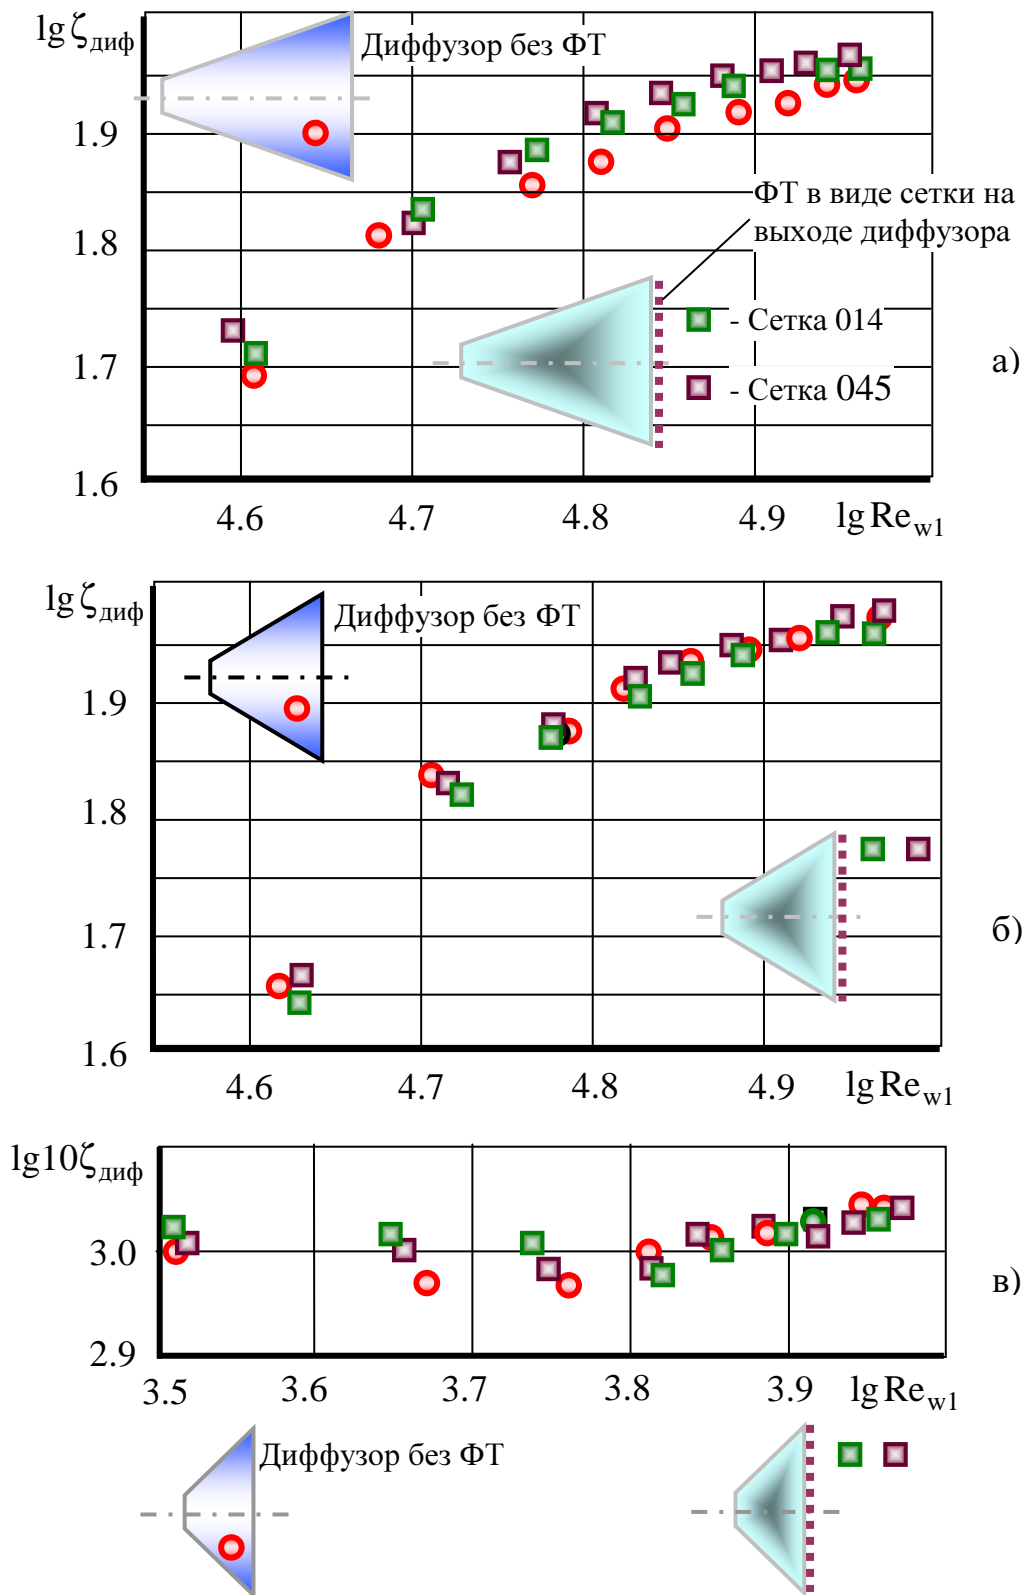 lg ζдиф
Диффузор без ФТ
1.9
ФТ в виде сетки на
выходе диффузора
1.8
- Сетка 014
1.7
а)
- Сетка 045
1.6
4.6 4.7 4.8 4.9 lg Rew1
lg ζдиф
Диффузор без ФТ
1.9
1.8
1.7
б)
1.6
4.6 4.7 4.8 4.9 lg Rew1
lg10ζдиф
3.0
в)
2.9
3.5 3.6 3.7 3.8 3.9 lg Rew1
Диффузор без ФТ